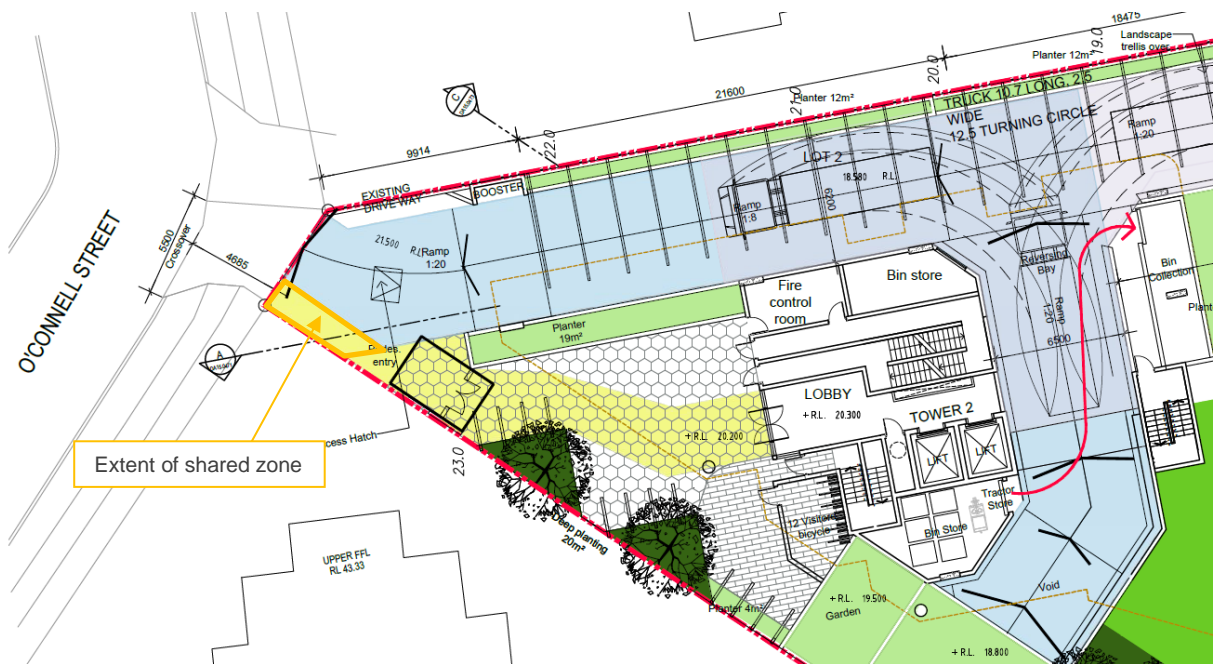 18475
Landscape
trellis over
19.0
Planter 12m²
20.0
21600
Planter 12m²
21.0
TRUCK 10.7 LONG, 2.5
WIDE
12.5 TURNING CIRCLE
C
9914
22.0
LOT 2
18.580 R.L.
Ramp
1:20
EXISTING
DRIVE WAY
BOOSTER
Ramp
1:8
6200
O'CONNELL STREET
5500
Crossover
4685
21.500
R.L.
Ramp
1:20
Reversing
Bay
Bin
Collection
Bin store
Fire
control
room
Ramp
1:20
6500
Planter
19m²
entry
A
LOBBY
+ R.L. 20.300
TOWER 2
+ R.L. 20.200
LIFT
LIFT
Extent of shared zone
cess Hatch
23.0
Tractor
Store
Bin Store
12 Visitors
bicycle
Deep planting
20m²
UPPER FFL
RL 43.33
Void
+ R.L. 19.500
Garden
Planter 4m²
+ R.L. 18.800